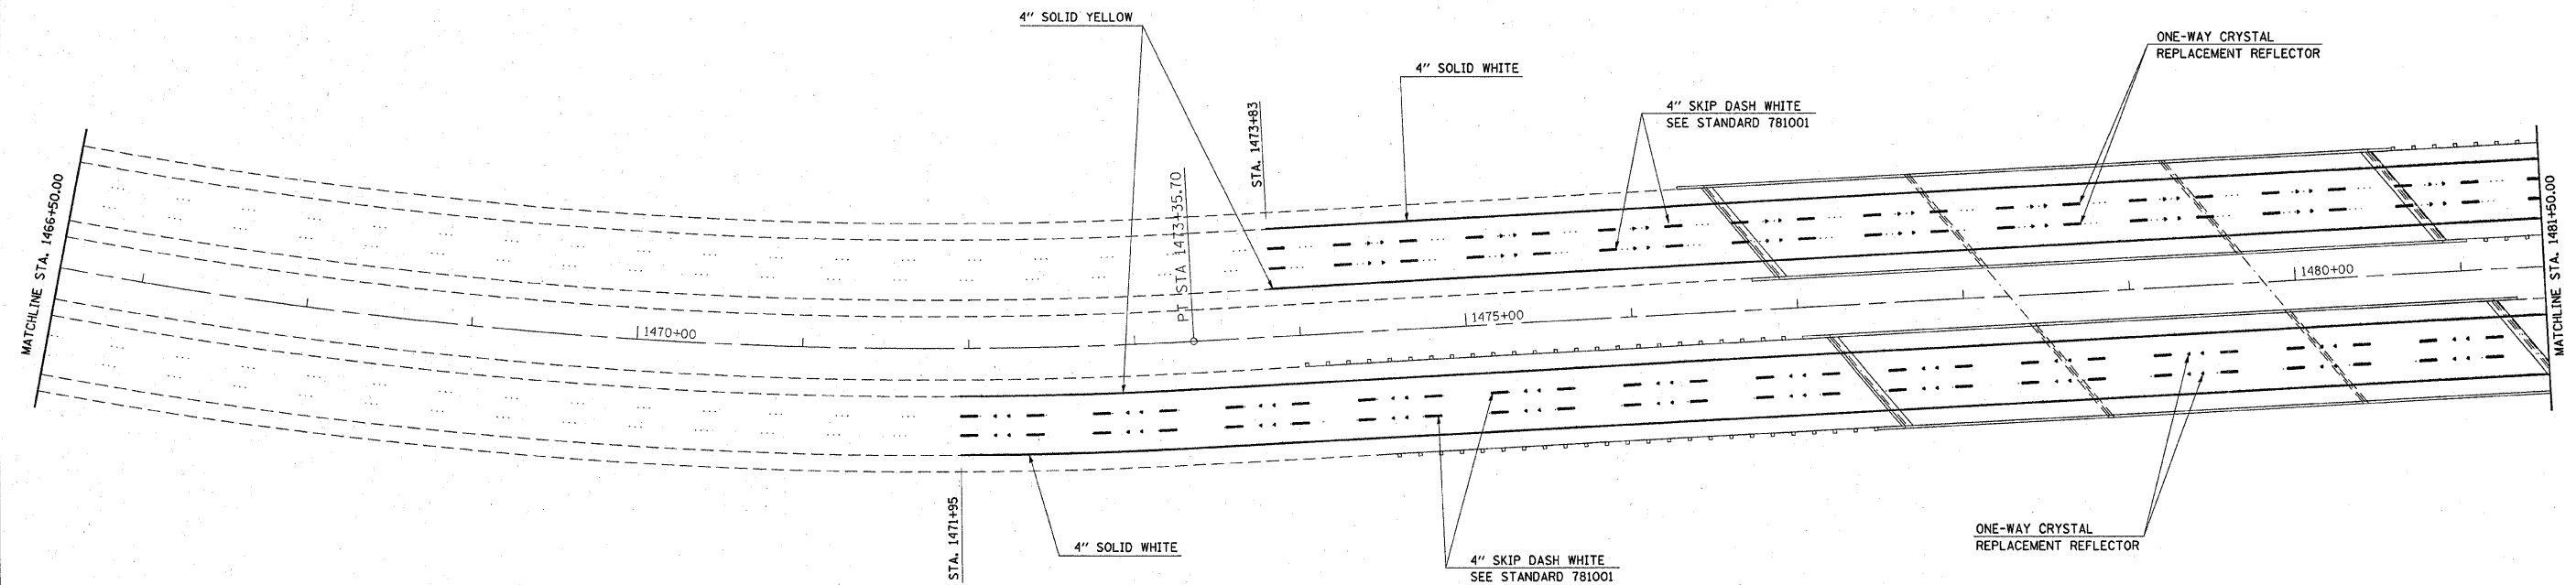 4" SOLID YELLOW
ONE-WAY CRYSTAL
REPLACEMENT REFLECTOR
4" SOLID WHITE
4" SKIP DASH WHITE
SEE STANDARD 781001
STA. 1473+83
PT STA 1473+35.70
MATCHLINE STA. 1466+50.00
MATCHLINE STA. 1481+50.00
1470+00
1475+00
1480+00
STA. 1471+95
4" SOLID WHITE
4" SKIP DASH WHITE
SEE STANDARD 781001
ONE-WAY CRYSTAL
REPLACEMENT REFLECTOR